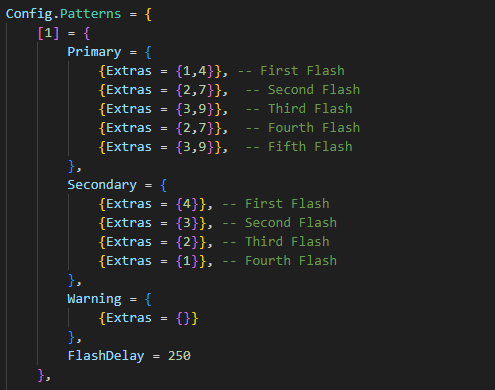 Config.Patterns = {
    [1] = {
        Primary = {
            {Extras = {1,4}}, -- First Flash
            {Extras = {2,7}},  -- Second Flash
            {Extras = {3,9}},  -- Third Flash
            {Extras = {2,7}},  -- Fourth Flash
            {Extras = {3,9}},  -- Fifth Flash
        },
        Secondary = {
            {Extras = {4}}, -- First Flash
            {Extras = {3}}, -- Second Flash
            {Extras = {2}}, -- Third Flash
            {Extras = {1}}, -- Fourth Flash
        },
        Warning = {
            {Extras = {}}
        },
        FlashDelay = 250
    },